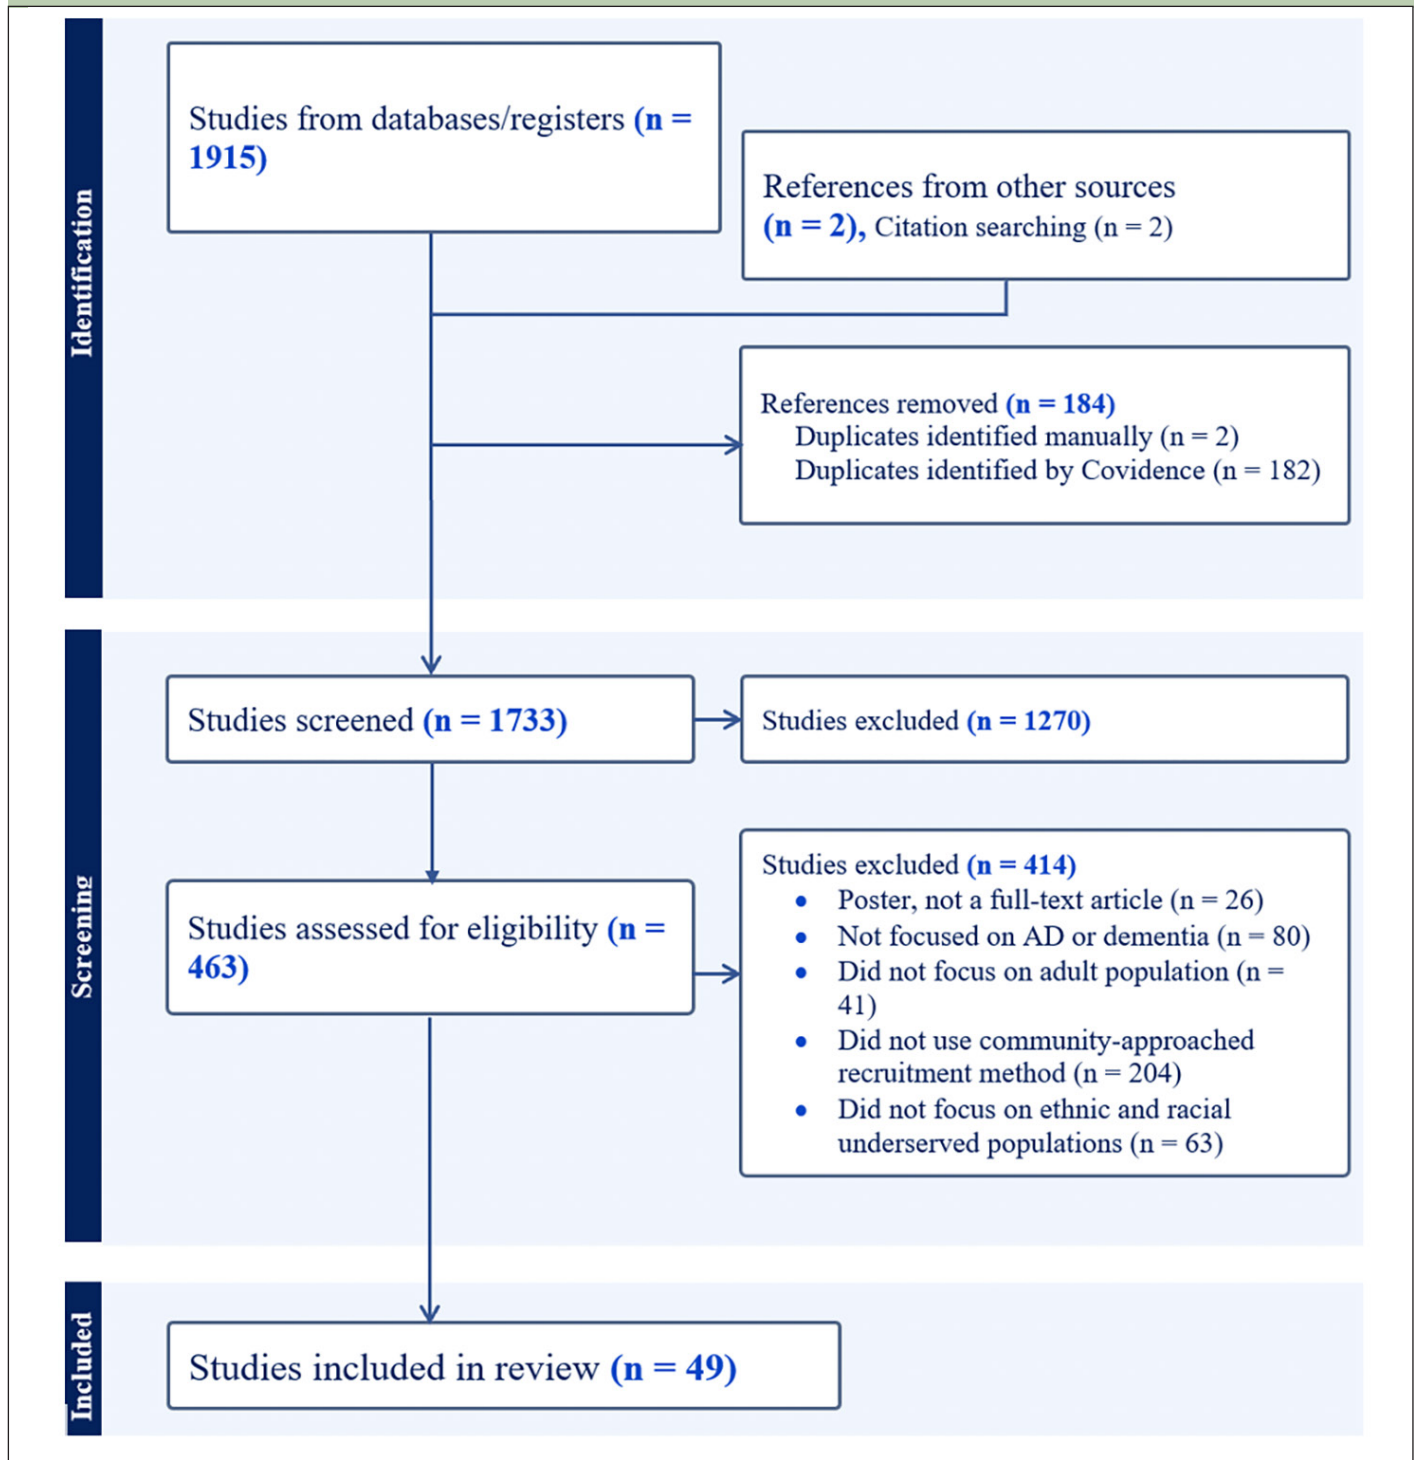 Identification
Studies from databases/registers (n =
1915)
References from other sources
(n = 2), Citation searching (n = 2)
References removed (n = 184)
Duplicates identified manually (n = 2)
Duplicates identified by Covidence (n = 182)
Screening
Studies screened (n = 1733)
Studies excluded (n = 1270)
Studies assessed for eligibility (n =
463)
Studies excluded (n = 414)
• Poster, not a full-text article (n = 26)
• Not focused on AD or dementia (n = 80)
• Did not focus on adult population (n =
41)
• Did not use community-approached
recruitment method (n = 204)
• Did not focus on ethnic and racial
underserved populations (n = 63)
Included
Studies included in review (n = 49)